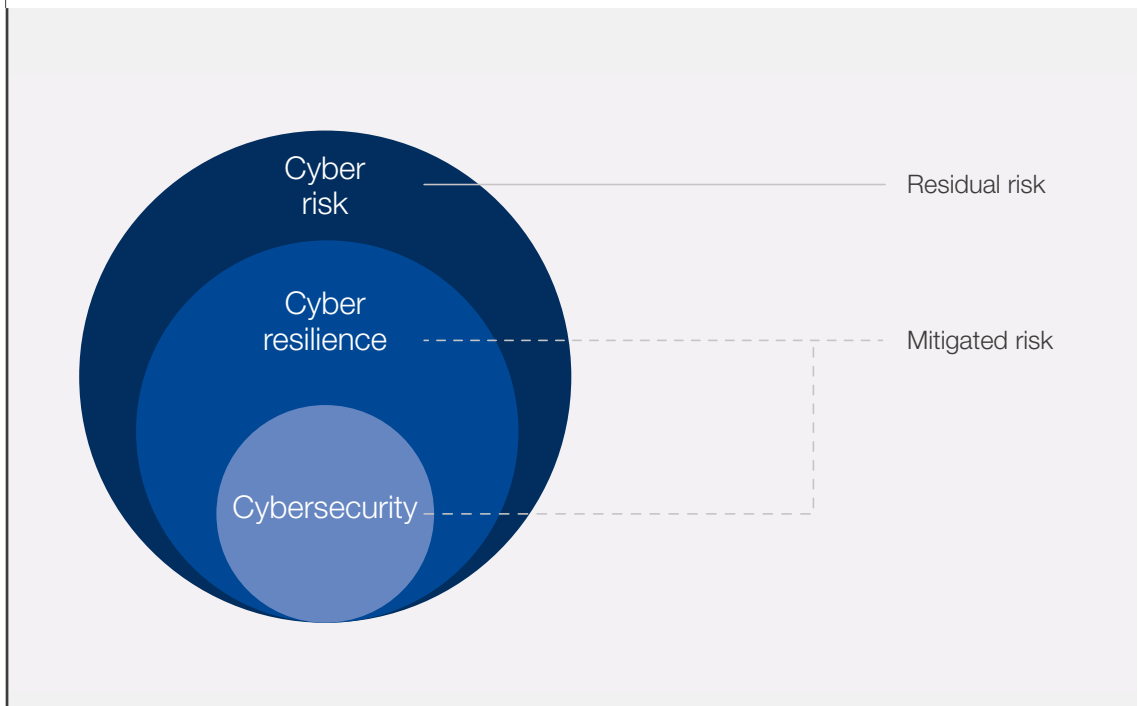 Cyber
risk
Residual risk
Cyber
resilience
Mitigated risk
Cybersecurity